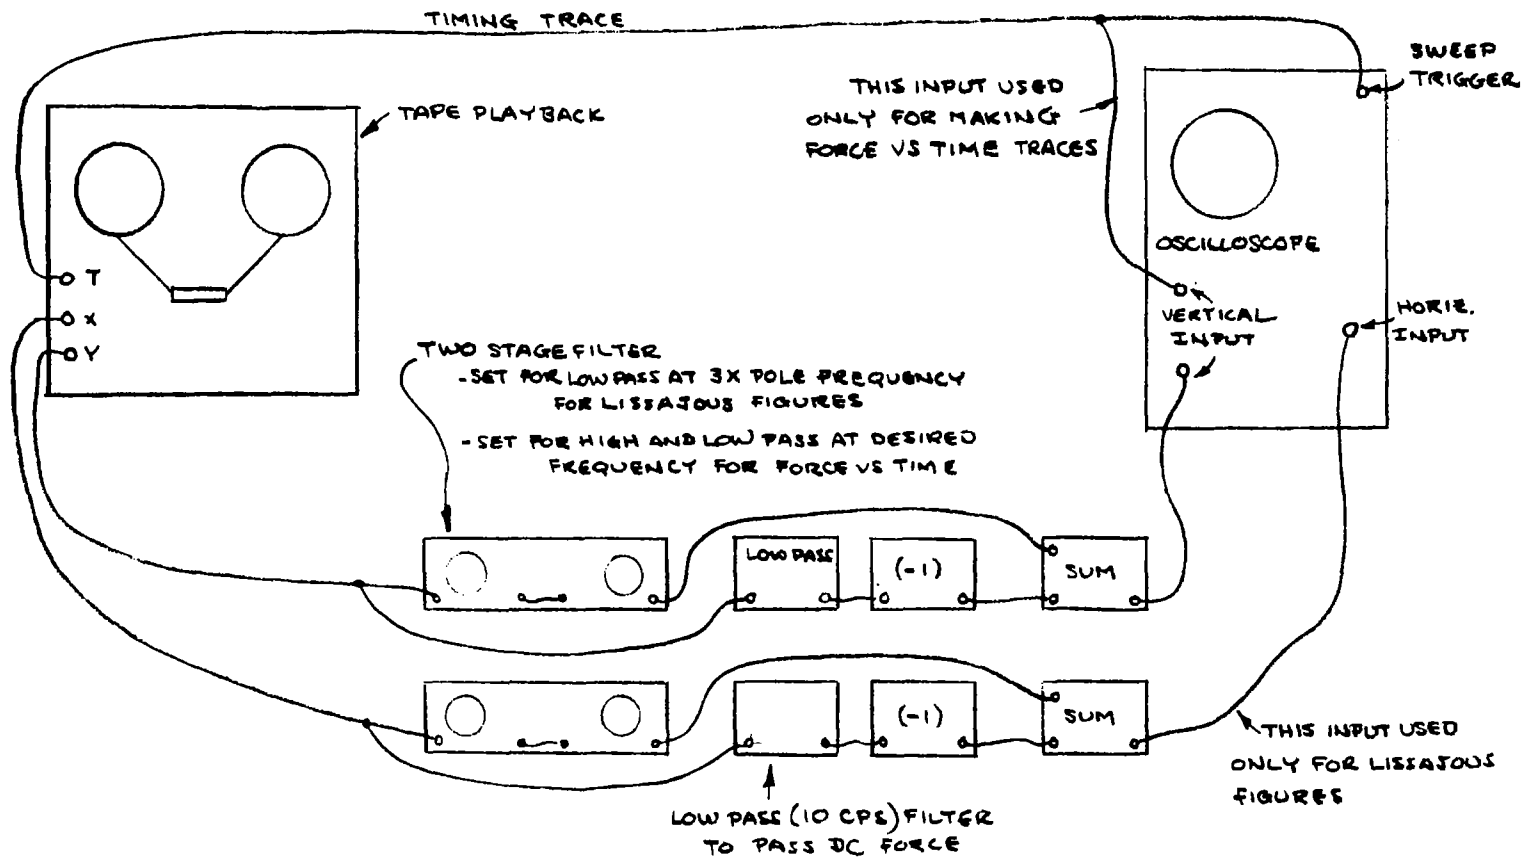 TIMING TRACE
SWEEP
TRIGGER
THIS INPUT USED
ONLY FOR MAKING
FORCE VS TIME TRACES
TAPE PLAYBACK
OSCILLOSCOPE
T
X
Y
VERTICAL
INPUT
HORIZ.
INPUT
TWO STAGE FILTER
-SET FOR LOW PASS AT 3X POLE FREQUENCY
FOR LISSAJOUS FIGURES
-SET FOR HIGH AND LOW PASS AT DESIRED
FREQUENCY FOR FORCE VS TIME
LOW PASS
(-1)
SUM
(-1)
SUM
THIS INPUT USED
ONLY FOR LISSAJOUS
FIGURES
LOW PASS (10 CPS) FILTER
TO PASS DC FORCE